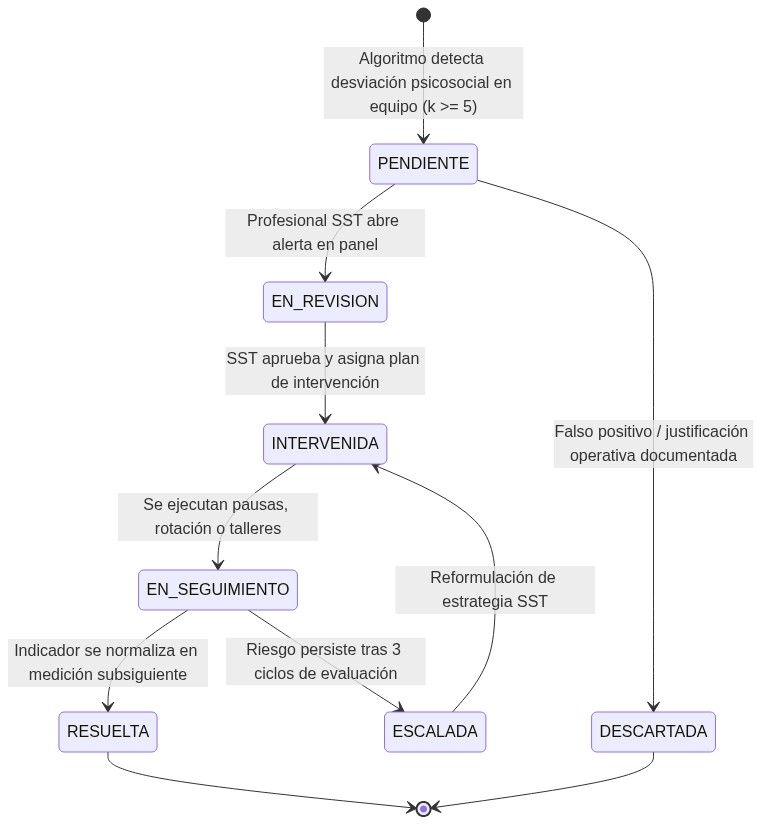 Algoritmo detecta
desviación psicosocial en
equipo (k >= 5)
PENDIENTE
Profesional SST abre
alerta en panel
EN_REVISION
SST aprueba y asigna plan
de intervención
INTERVENIDA
Falso positivo / justificación
operativa documentada
Se ejecutan pausas,
rotación o talleres
EN_SEGUIMIENTO
Reformulación de
estrategia SST
Indicador se normaliza en
medición subsiguiente
Riesgo persiste tras 3
ciclos de evaluación
RESUELTA
ESCALADA
DESCARTADA